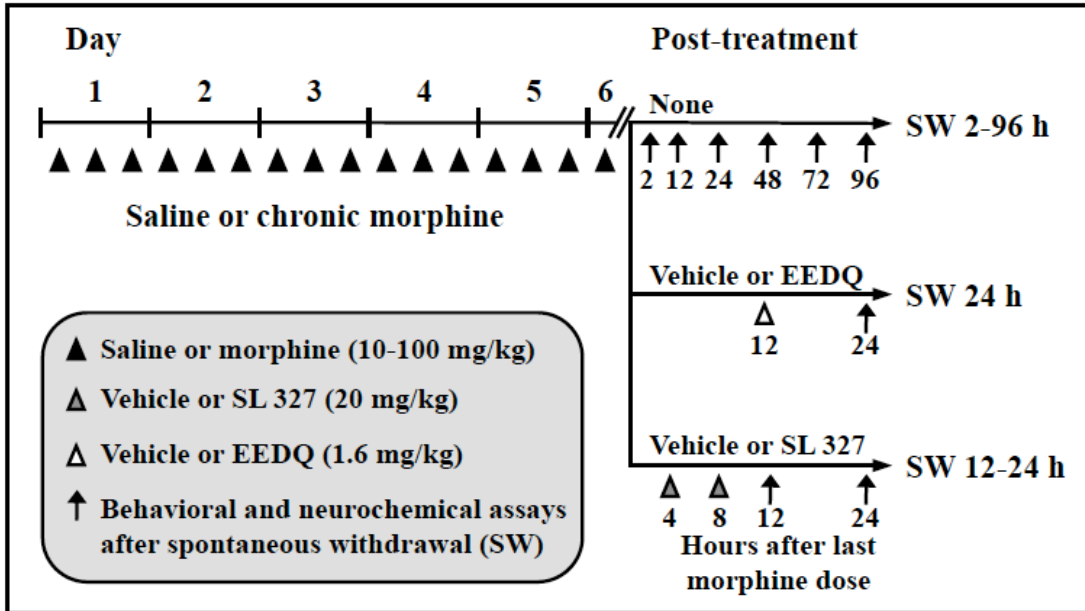 Day
Post-treatment
1 2 3 4 5 6
None
SW 2-96 h
2 12 24 48 72 96
Saline or chronic morphine
Vehicle or EEDQ
SW 24 h
12 24
Saline or morphine (10-100 mg/kg)
Vehicle or SL 327 (20 mg/kg)
Vehicle or EEDQ (1.6 mg/kg)
Behavioral and neurochemical assays
after spontaneous withdrawal (SW)
Vehicle or SL 327
SW 12-24 h
4 8 12 24
Hours after last
morphine dose